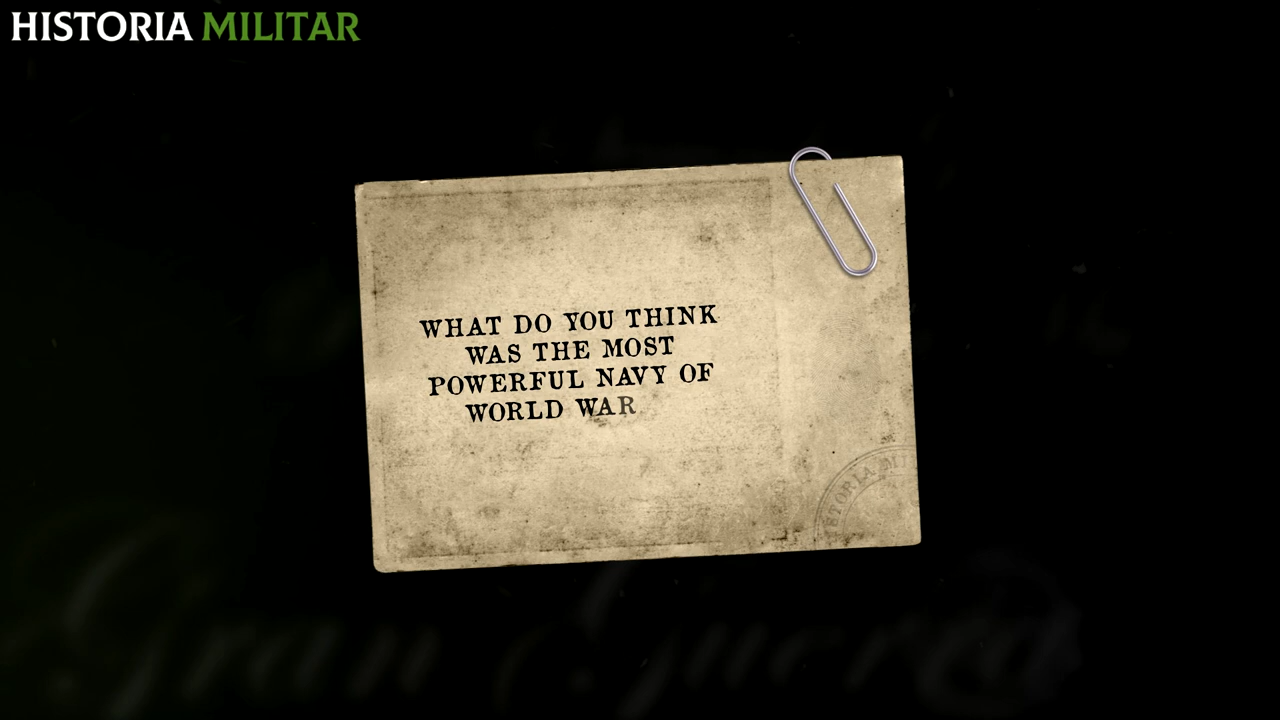 HISTORIA MILITAR
WHAT DO YOU THINK
WAS THE MOST
POWERFUL NAVY OF
WORLD WAR